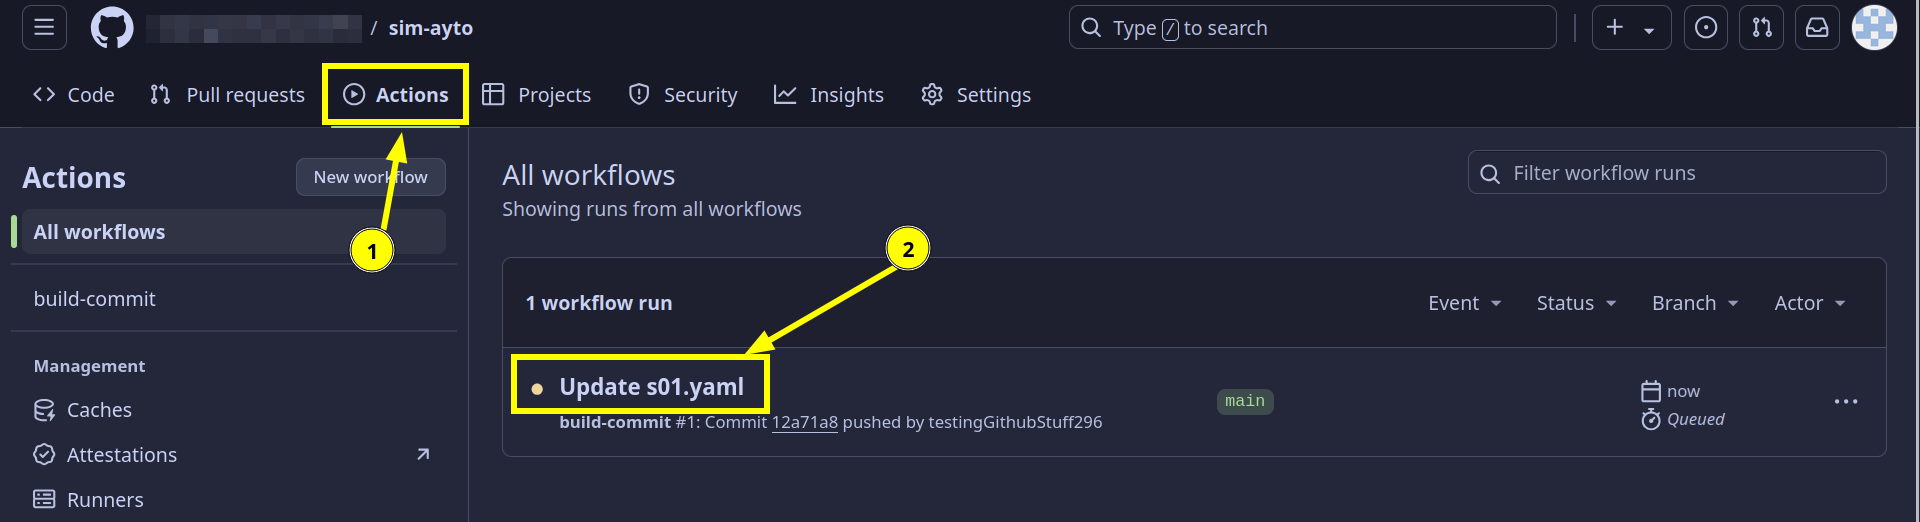 / sim-ayto
Type / to search
Code Pull requests Actions Projects Security Insights Settings
Actions
New workflow
All workflows
build-commit
Management
Caches
Attestations
Runners
1
2
All workflows
Showing runs from all workflows
Filter workflow runs
1 workflow run
Event Status Branch Actor
Update s01.yaml
build-commit #1: Commit 12a71a8 pushed by testingGithubStuff296
main
now
Queued